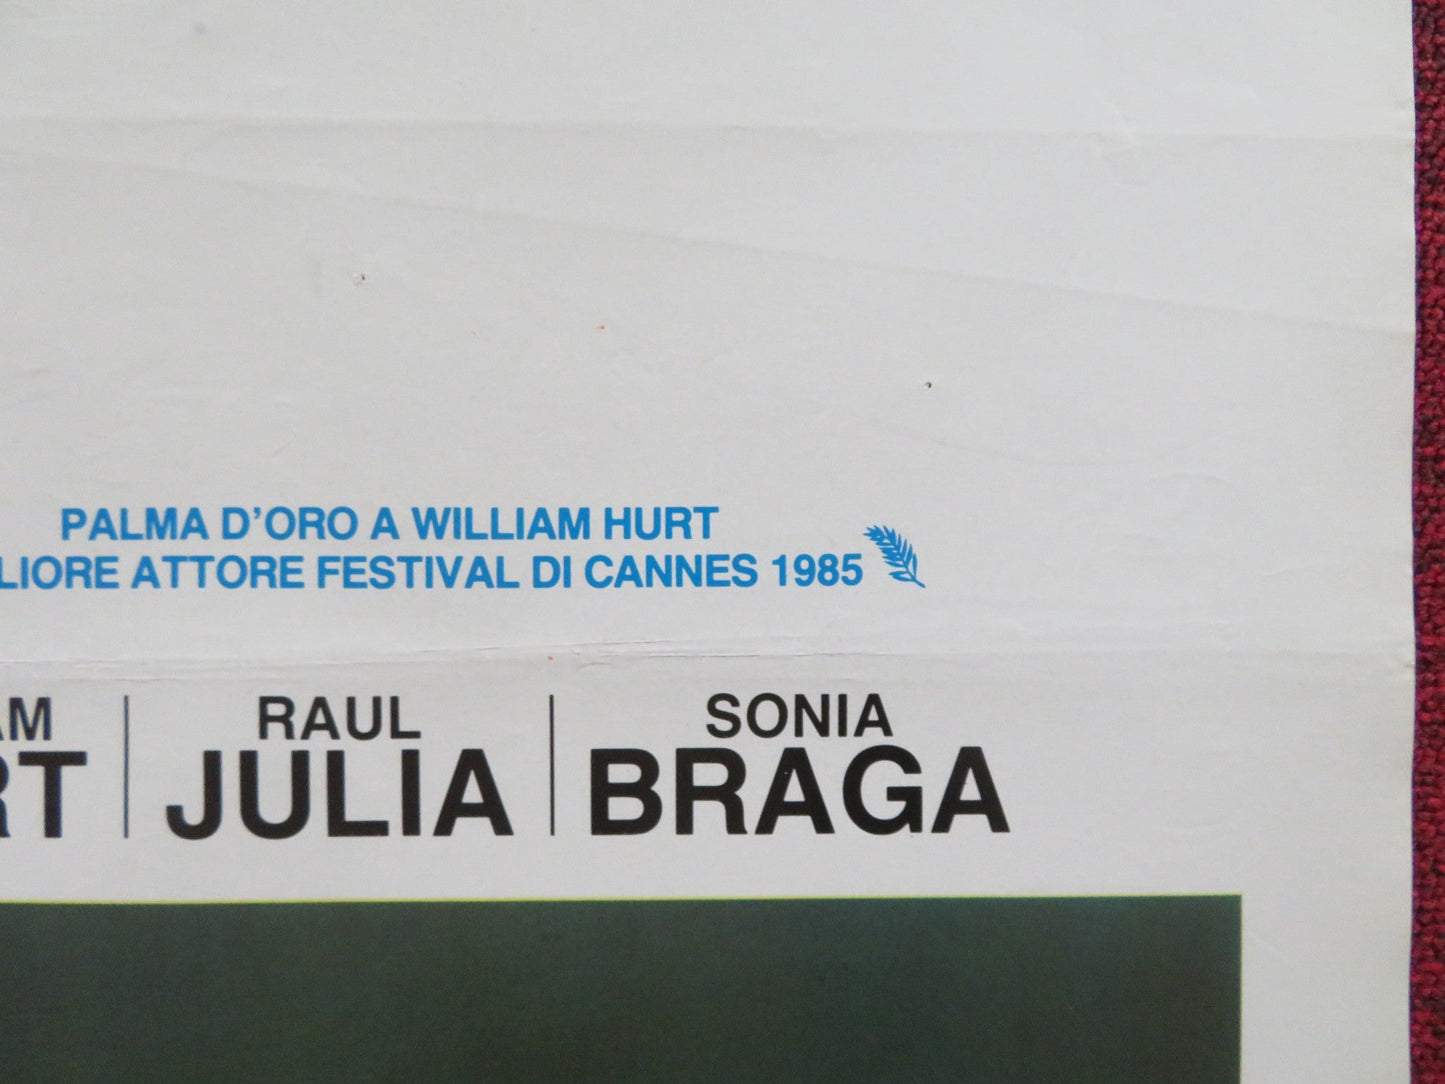 PALMA D'ORO A WILLIAM HURT
LIORE ATTORE FESTIVAL DI CANNES 1985
AM
RT
RAUL
JULIA
SONIA
BRAGA